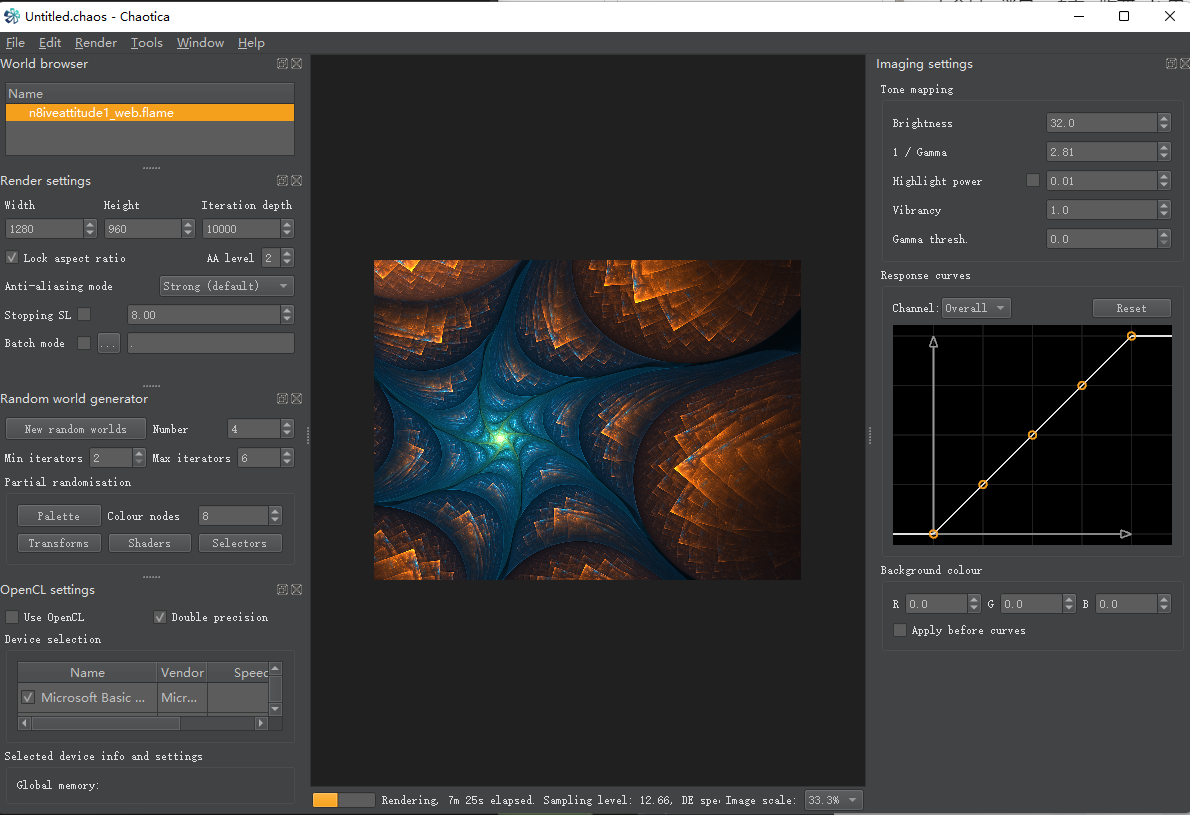 Untitled.chaos - Chaotica
File Edit Render Tools Window Help
World browser
Name
n8iveattitude1_web.flame
Render settings
Width Height Iteration depth
1280 960 10000
Lock aspect ratio AA level 2
Anti-aliasing mode Strong (default)
Stopping SL 8.00
Batch mode ... .
Random world generator
New random worlds Number 4
Min iterators 2 Max iterators 6
Partial randomisation
Palette Colour nodes 8
Transforms Shaders Selectors
OpenCL settings
Use OpenCL Double precision
Device selection
Name Vendor Speed
Microsoft Basic ... Micr...
Selected device info and settings
Global memory:
Rendering, 7m 25s elapsed. Sampling level: 12.66, DE spe Image scale: 33.3%
Imaging settings
Tone mapping
Brightness 32.0
1 / Gamma 2.81
Highlight power 0.01
Vibrancy 1.0
Gamma thresh. 0.0
Response curves
Channel: Overall Reset
Background colour
R 0.0 G 0.0 B 0.0
Apply before curves